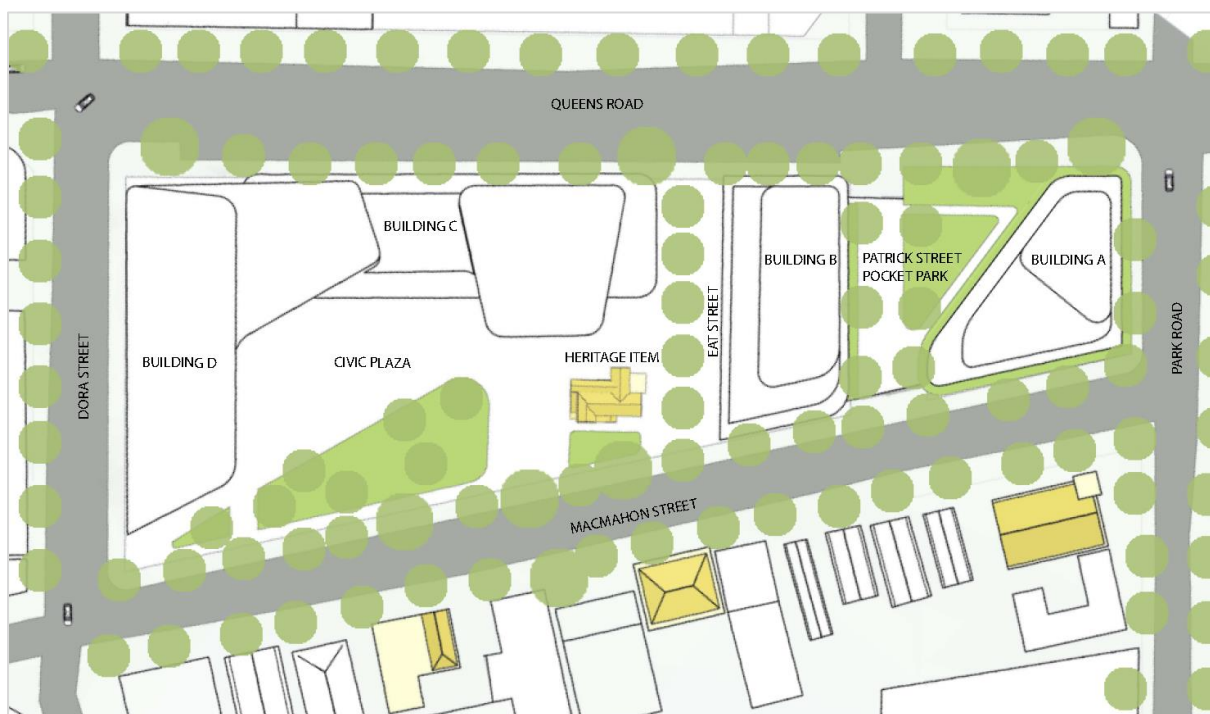 QUEENS ROAD
BUILDING C
BUILDING B
PATRICK STREET
POCKET PARK
BUILDING A
EAT STREET
PARK ROAD
DORA STREET
BUILDING D
CIVIC PLAZA
HERITAGE ITEM
MACMAHON STREET